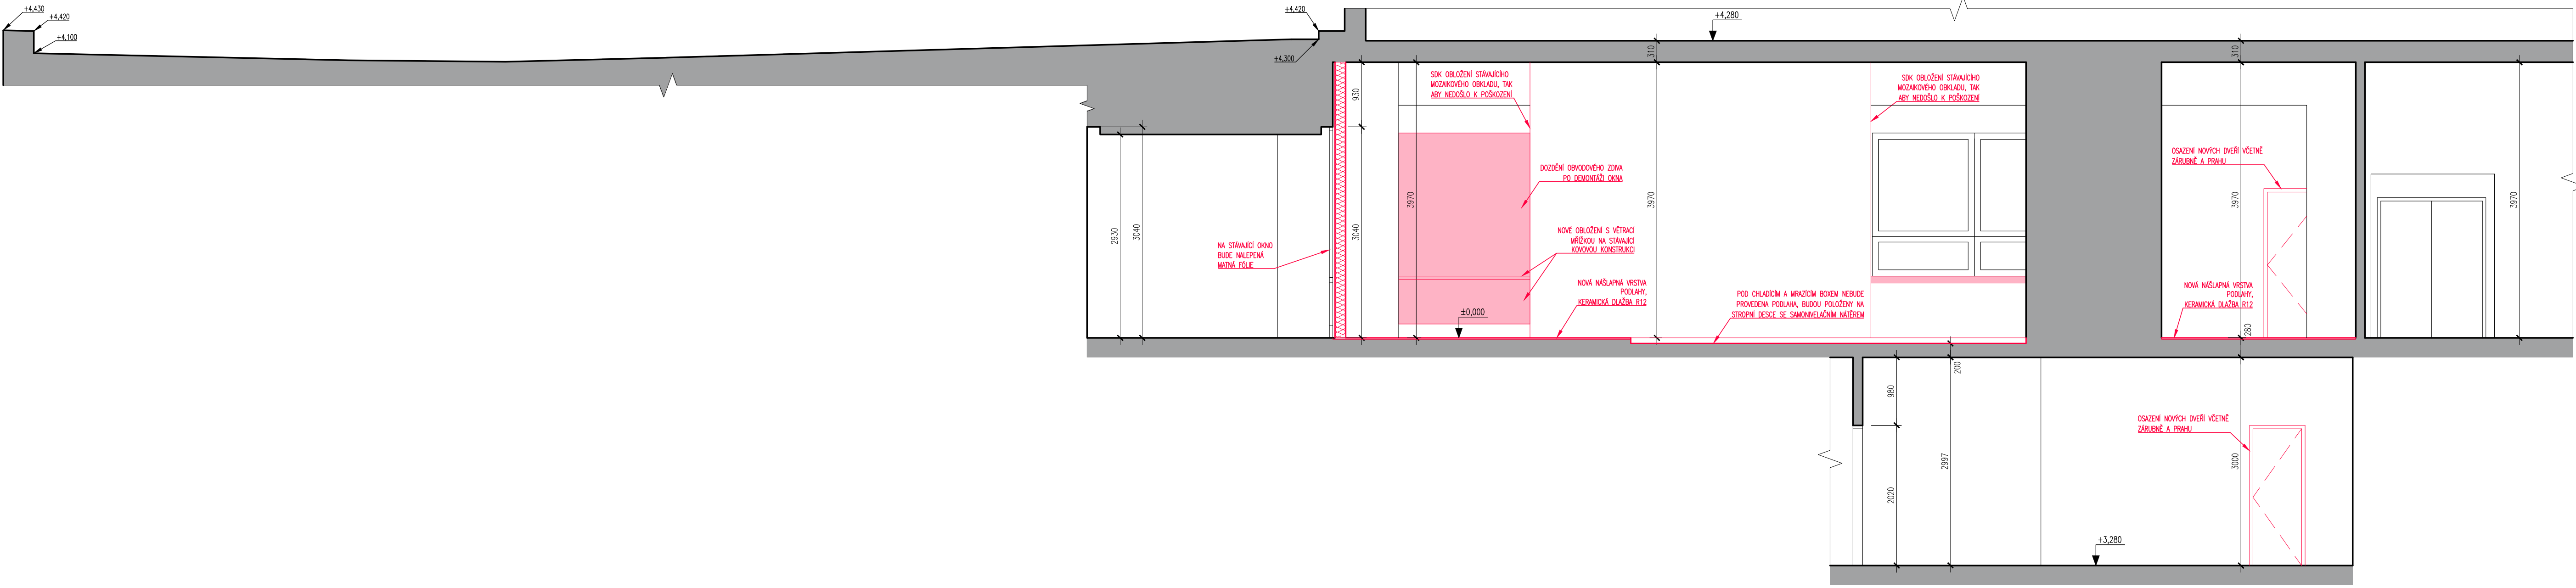 +4,430
+4,420
+4,100
+4,420
+4,300
+4,280
310
310
SDK OBLOŽENÍ STÁVAJÍCÍHO
MOZAIKOVÉHO OBKLADU, TAK
ABY NEDOŠLO K POŠKOZENÍ
SDK OBLOŽENÍ STÁVAJÍCÍHO
MOZAIKOVÉHO OBKLADU, TAK
ABY NEDOŠLO K POŠKOZENÍ
930
OSAZENÍ NOVÝCH DVEŘÍ VČETNĚ
ZÁRUBNĚ A PRAHU
DOZDĚNÍ OBVODOVÉHO ZDIVA
PO DEMONTÁŽI OKNA
2930
3040
3040
3970
3970
3970
3970
NA STÁVAJÍCÍ OKNO
BUDE NALEPENÁ
MATNÁ FÓLIE
NOVÉ OBLOŽENÍ S VĚTRACÍ
MŘÍŽKOU NA STÁVAJÍCÍ
KOVOVOU KONSTRUKCI
NOVÁ NÁŠLAPNÁ VRSTVA
PODLAHY,
KERAMICKÁ DLAŽBA R12
POD CHLADÍCÍM A MRAZÍCÍM BOXEM NEBUDE
PROVEDENA PODLAHA, BUDOU POLOŽENY NA
STROPNÍ DESCE SE SAMONIVELAČNÍM NÁTĚREM
NOVÁ NÁŠLAPNÁ VRSTVA
PODLAHY,
KERAMICKÁ DLAŽBA R12
±0,000
280
200
980
2997
2020
3000
OSAZENÍ NOVÝCH DVEŘÍ VČETNĚ
ZÁRUBNĚ A PRAHU
+3,280